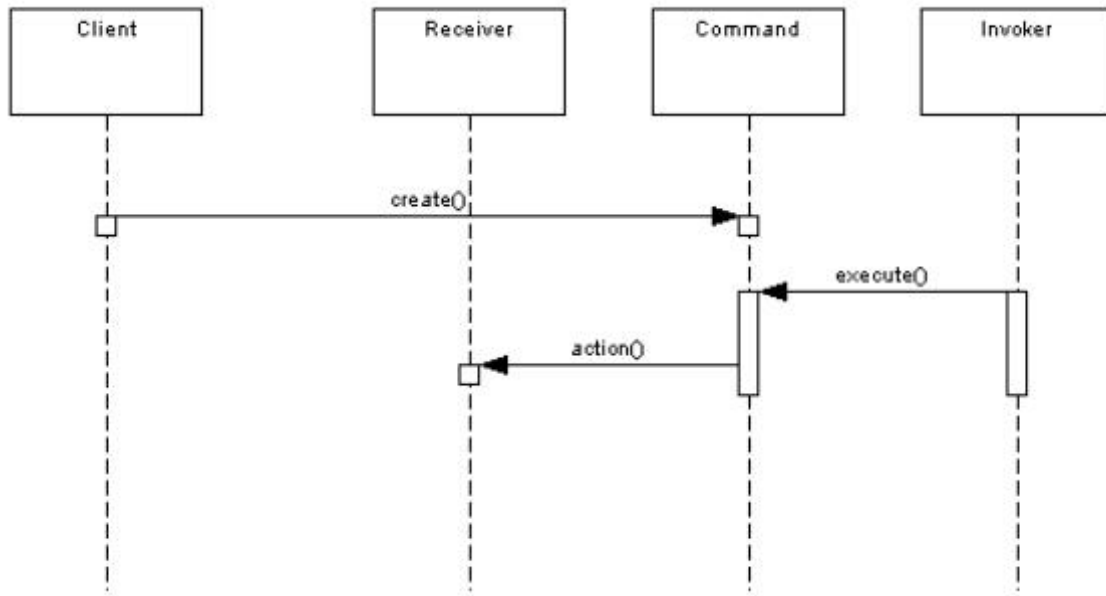 Client
Receiver
Command
Invoker
create()
execute()
action()